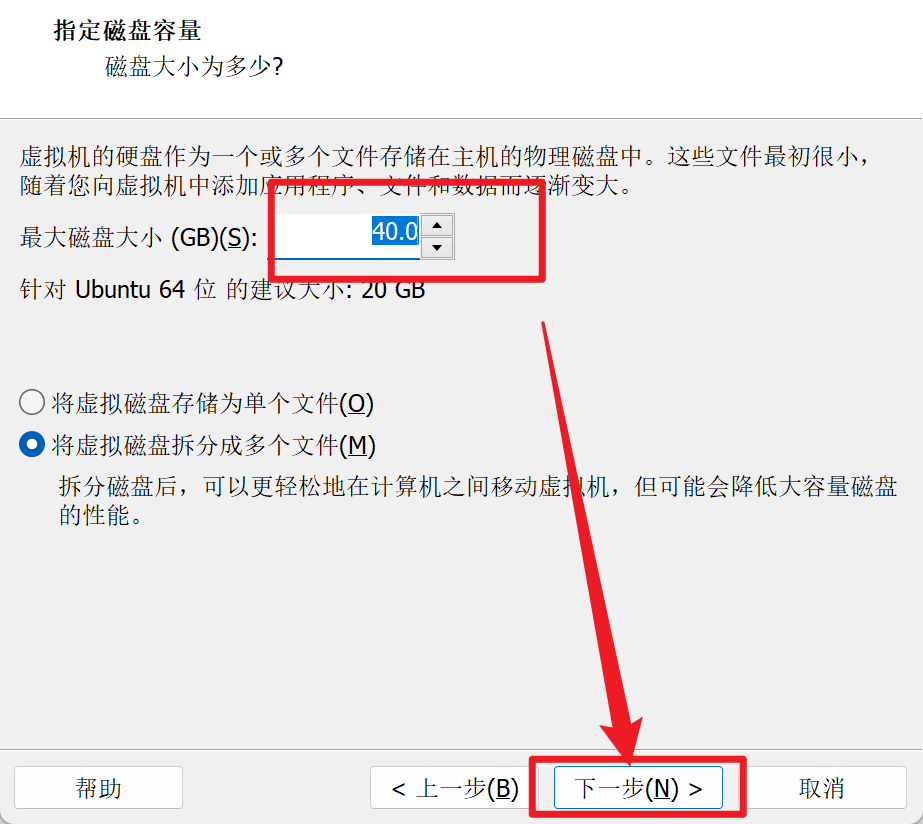 指定磁盘容量
磁盘大小为多少?
虚拟机的硬盘作为一个或多个文件存储在主机的物理磁盘中。这些文件最初很小，
随着您向虚拟机中添加应用程序、文件和数据而逐渐变大。
最大磁盘大小 (GB)(S): 40.0
针对 Ubuntu 64 位 的建议大小: 20 GB
将虚拟磁盘存储为单个文件(O)
将虚拟磁盘拆分成多个文件(M)
拆分磁盘后，可以更轻松地在计算机之间移动虚拟机，但可能会降低大容量磁盘
的性能。
帮助 < 上一步(B) 下一步(N) > 取消